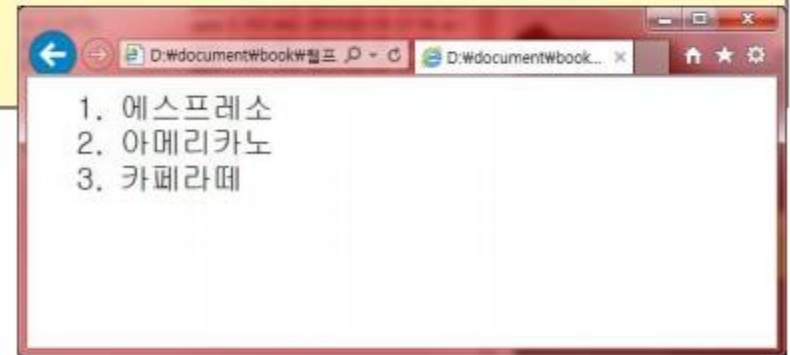 D:₩document₩book₩웹프
D:₩document₩book...
1. 에스프레소
2. 아메리카노
3. 카페라떼